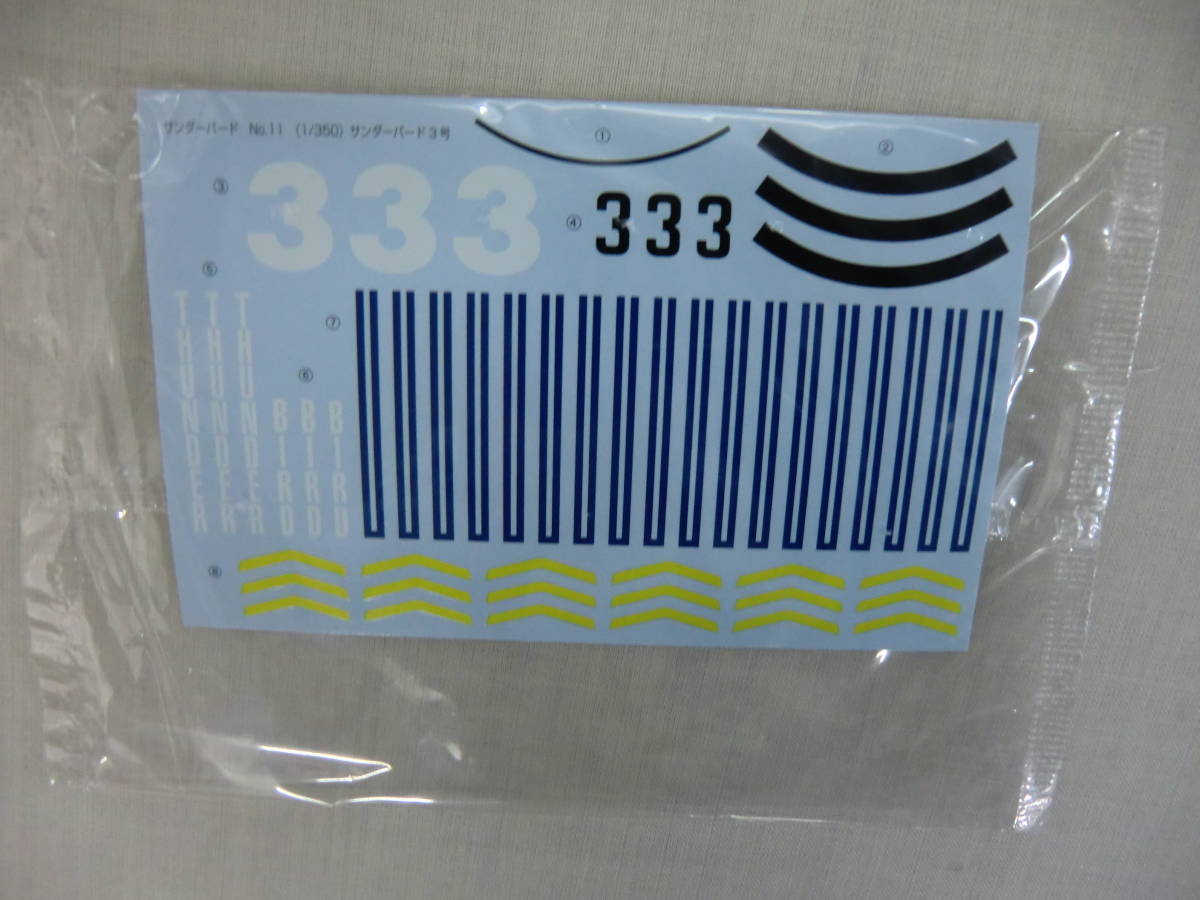 サンダーバード No.11 (1/350) サンダーバード3号
①
②
③
333
④
333
⑤
THUNDER
THUNDER
THUNDER
⑥
BIRD
BIRD
BIRD
⑦
⑧